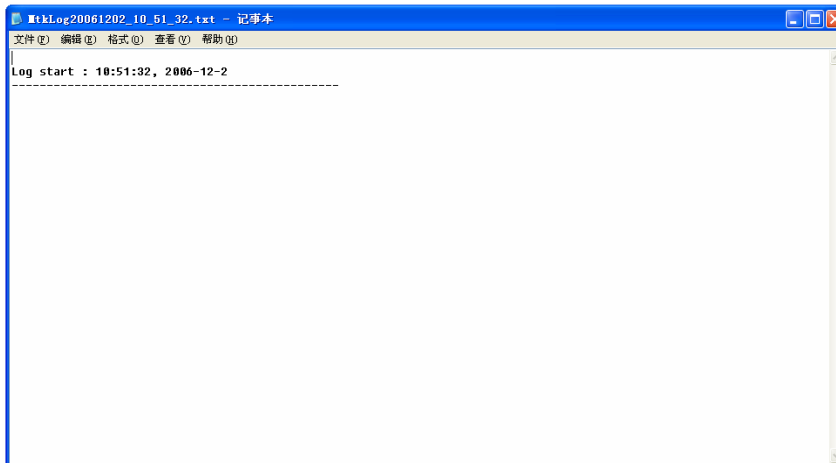 MtkLog20061202_10_51_32.txt - 记事本
文件(F) 编辑(E) 格式(O) 查看(V) 帮助(H)
Log start : 10:51:32, 2006-12-2
-----------------------------------------------